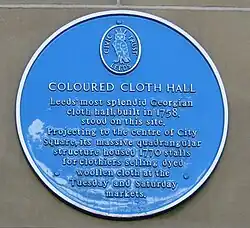 CIVIC TRUST
LEEDS
COLOURED CLOTH HALL
Leeds' most splendid Georgian
cloth hall, built in 1758,
stood on this site.
Projecting to the centre of City
Square, its massive quadrangular
structure housed 1770 stalls
for clothiers selling dyed
woollen cloth at the
Tuesday and Saturday
markets.